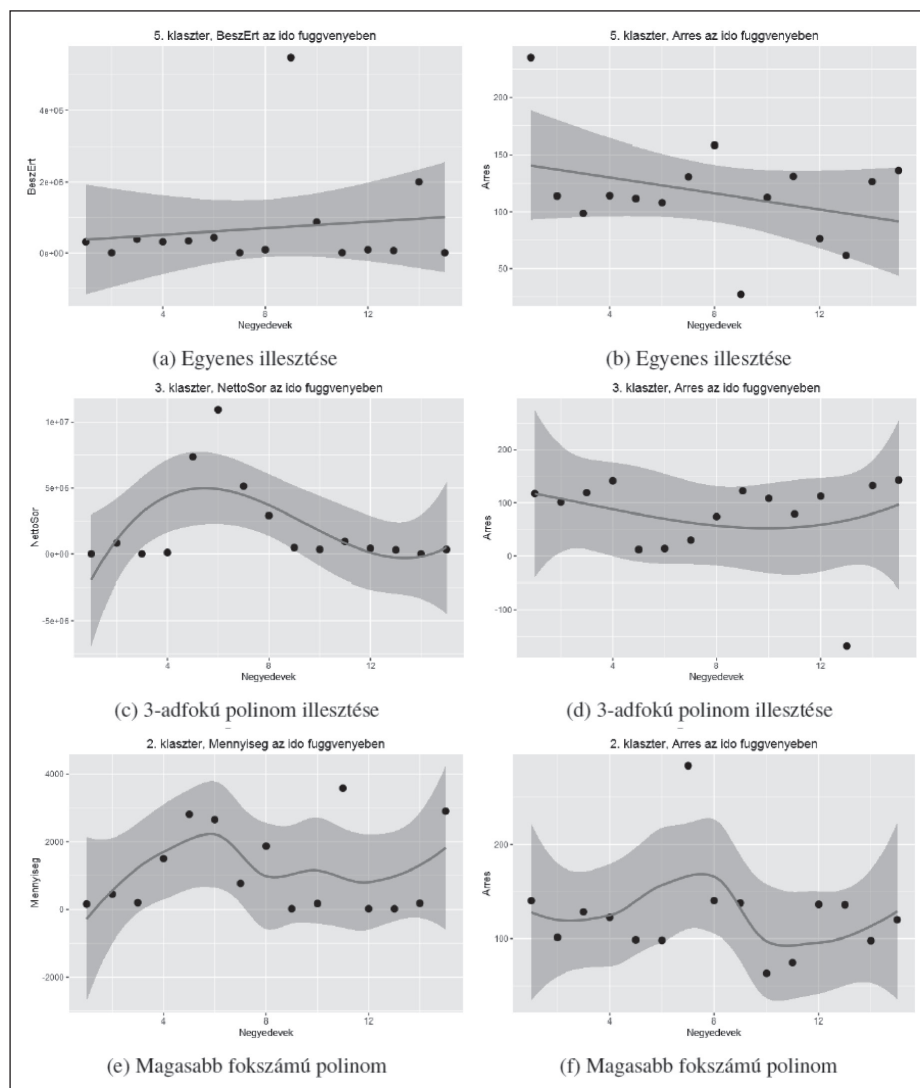 5. klaszter, BeszErt az ido fuggvenyeben
BeszErt
4e+06
2e+06
0e+00
4
8
12
Negyedevek
(a) Egyenes illesztése
5. klaszter, Arres az ido fuggvenyeben
Arres
200
150
100
50
4
8
12
Negyedevek
(b) Egyenes illesztése
3. klaszter, NettoSor az ido fuggvenyeben
NettoSor
1e+07
5e+06
0e+00
-5e+06
4
8
12
Negyedevek
(c) 3-adfokú polinom illesztése
3. klaszter, Arres az ido fuggvenyeben
Arres
200
100
0
-100
4
8
12
Negyedevek
(d) 3-adfokú polinom illesztése
2. klaszter, Mennyiseg az ido fuggvenyeben
Mennyiseg
4000
2000
0
-2000
4
8
12
Negyedevek
(e) Magasabb fokszámú polinom
2. klaszter, Arres az ido fuggvenyeben
Arres
200
100
4
8
12
Negyedevek
(f) Magasabb fokszámú polinom